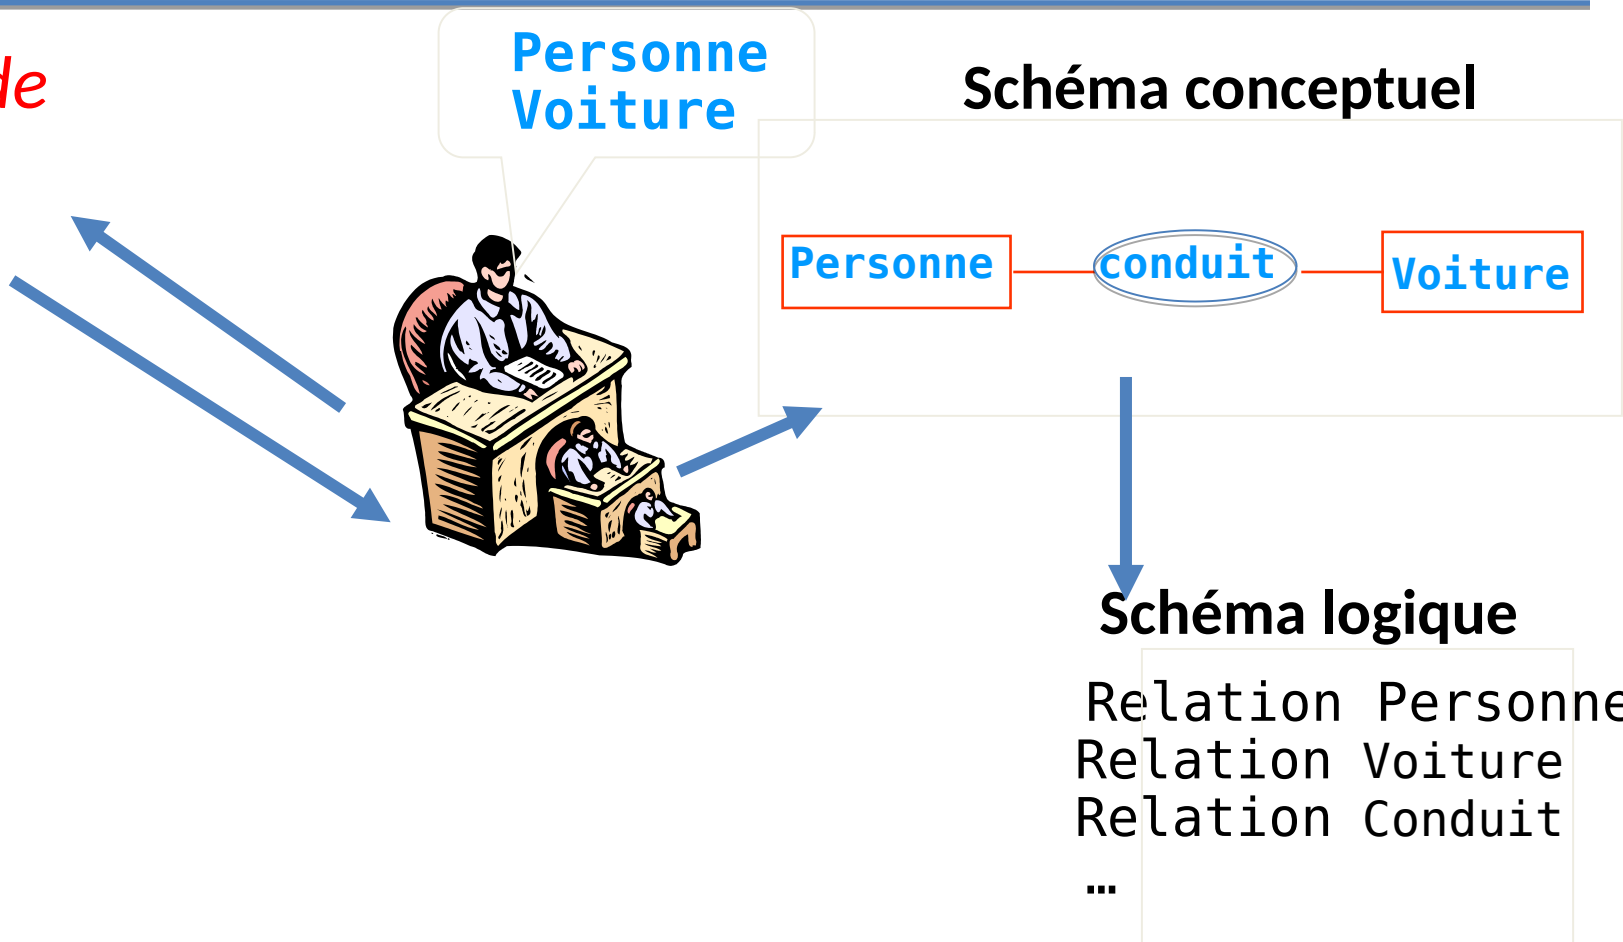 de
Personne
Voiture
Schéma conceptuel
Personne conduit Voiture
Schéma logique
Relation Personne
Relation Voiture
Relation Conduit
…